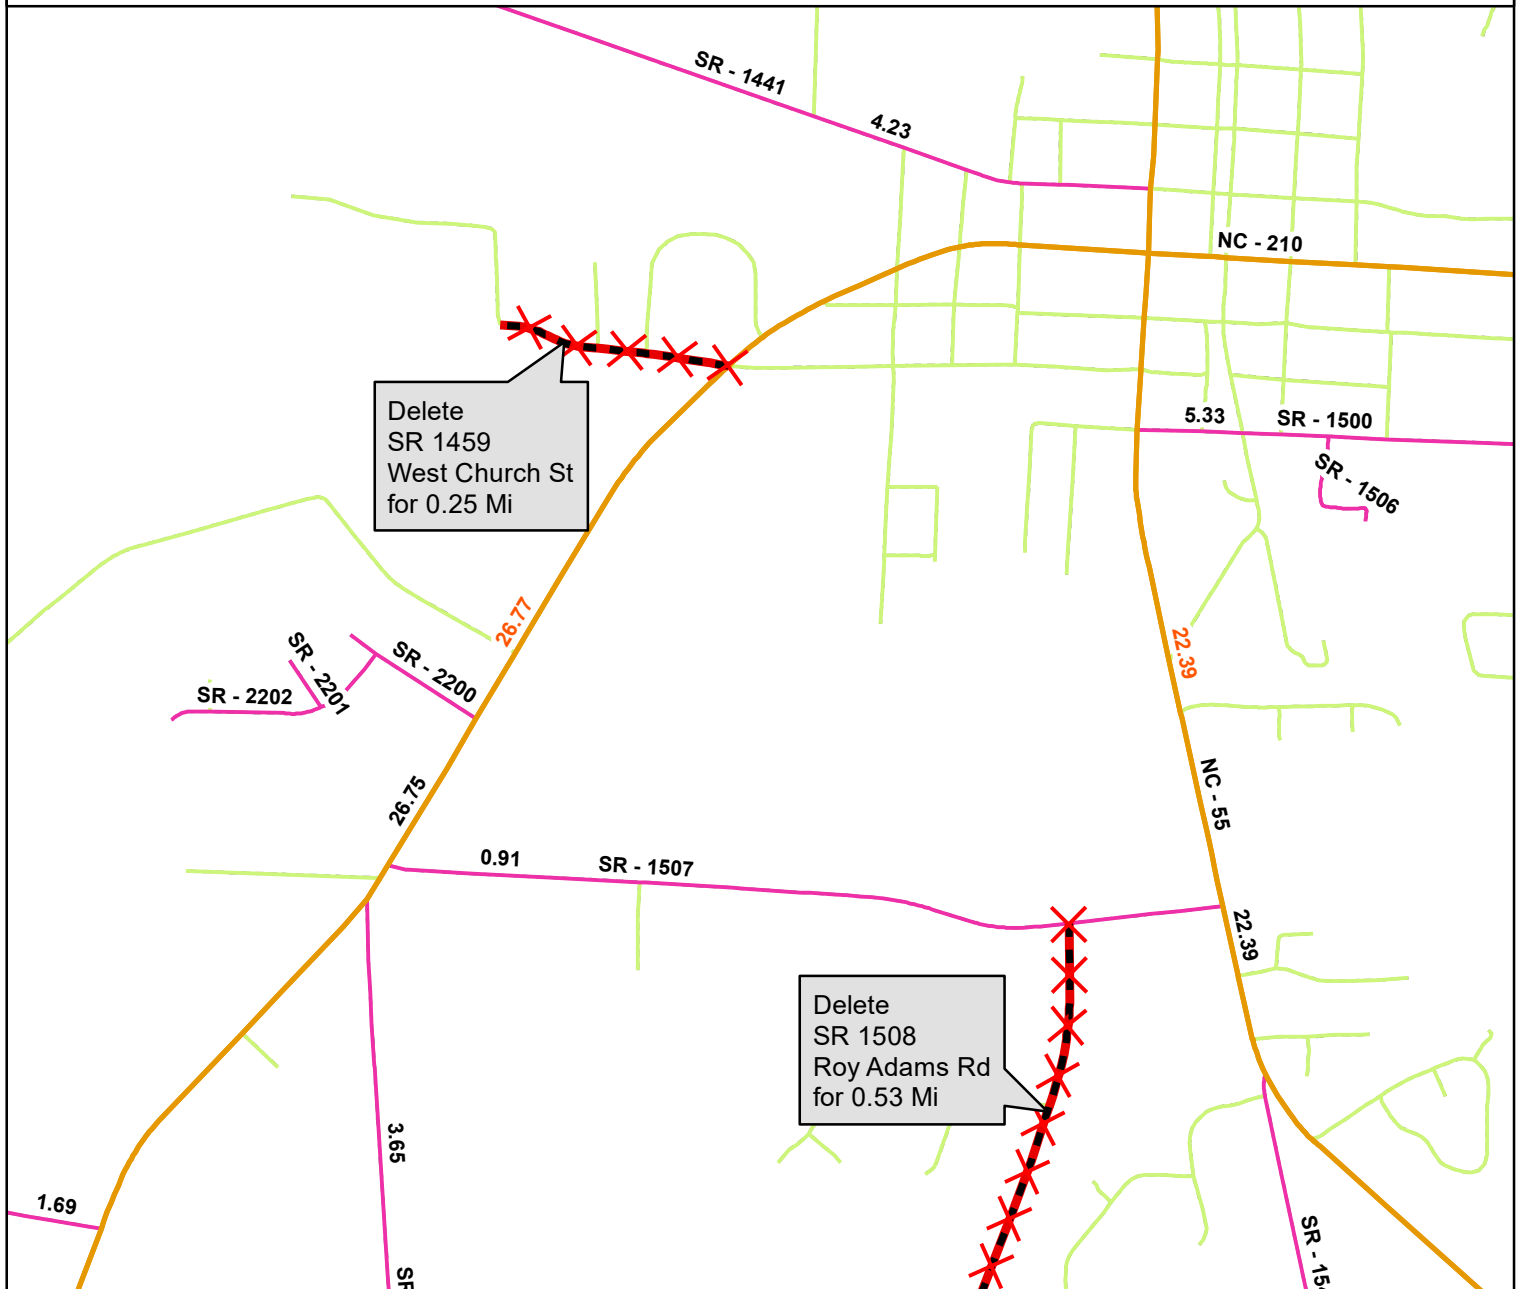 SR - 1441
4.23
NC - 210
5.33
SR - 1500
SR - 1506
Delete
SR 1459
West Church St
for 0.25 Mi
26.77
22.39
SR - 2200
SR - 2201
SR - 2202
NC - 55
26.75
0.91
SR - 1507
22.39
Delete
SR 1508
Roy Adams Rd
for 0.53 Mi
3.65
1.69
SR - 
SR